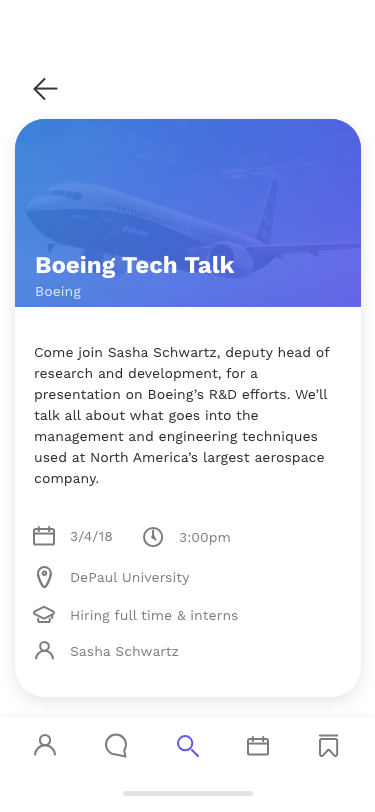 Boeing Tech Talk
Boeing
Come join Sasha Schwartz, deputy head of
research and development, for a
presentation on Boeing’s R&D efforts. We’ll
talk all about what goes into the
management and engineering techniques
used at North America’s largest aerospace
company.
3/4/18 3:00pm
DePaul University
Hiring full time & interns
Sasha Schwartz